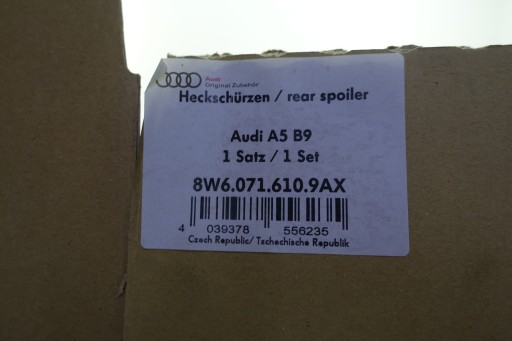 Audi
Original Zubehör
Heckschürzen / rear spoiler
Audi A5 B9
1 Satz / 1 Set
8W6.071.610.9AX
4 039378 556235
Czech Republic/ Tschechische Republik